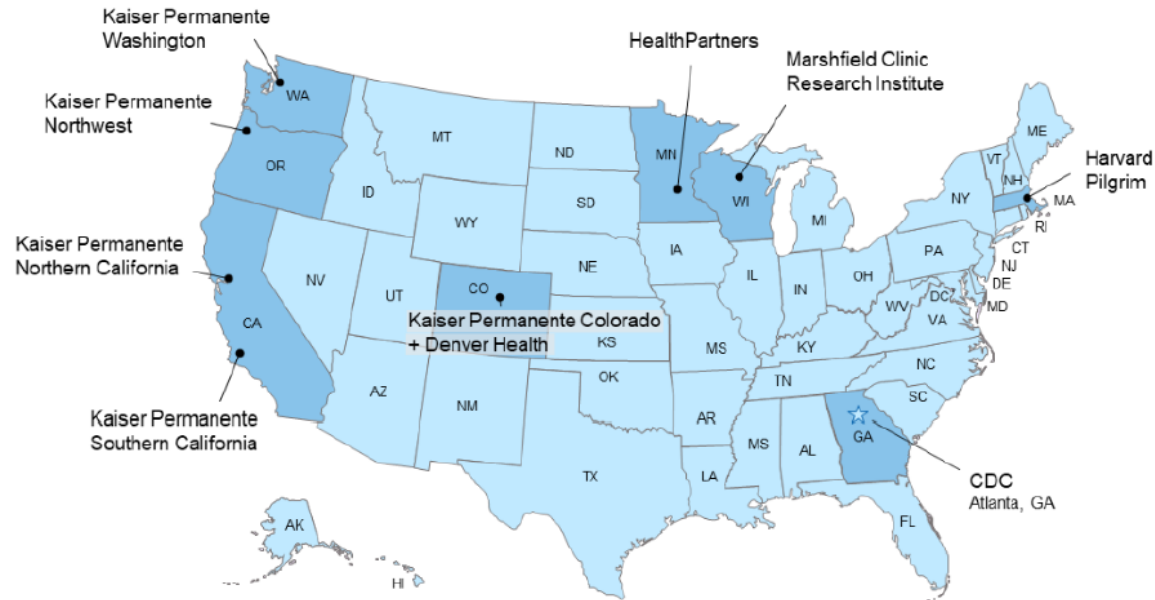 Kaiser Permanente
Washington
HealthPartners
Marshfield Clinic
Research Institute
Kaiser Permanente
Northwest
Harvard
Pilgrim
Kaiser Permanente
Northern California
Kaiser Permanente Colorado
+ Denver Health
Kaiser Permanente
Southern California
CDC
Atlanta, GA
WA
OR
CA
ID
NV
MT
WY
UT
CO
AZ
NM
ND
SD
NE
KS
OK
TX
MN
IA
MS
AR
LA
WI
IL
MI
IN
OH
KY
TN
MS
AL
GA
FL
SC
NC
VA
WV
DC
MD
DE
NJ
PA
NY
CT
RI
MA
VT
NH
ME
AK
HI